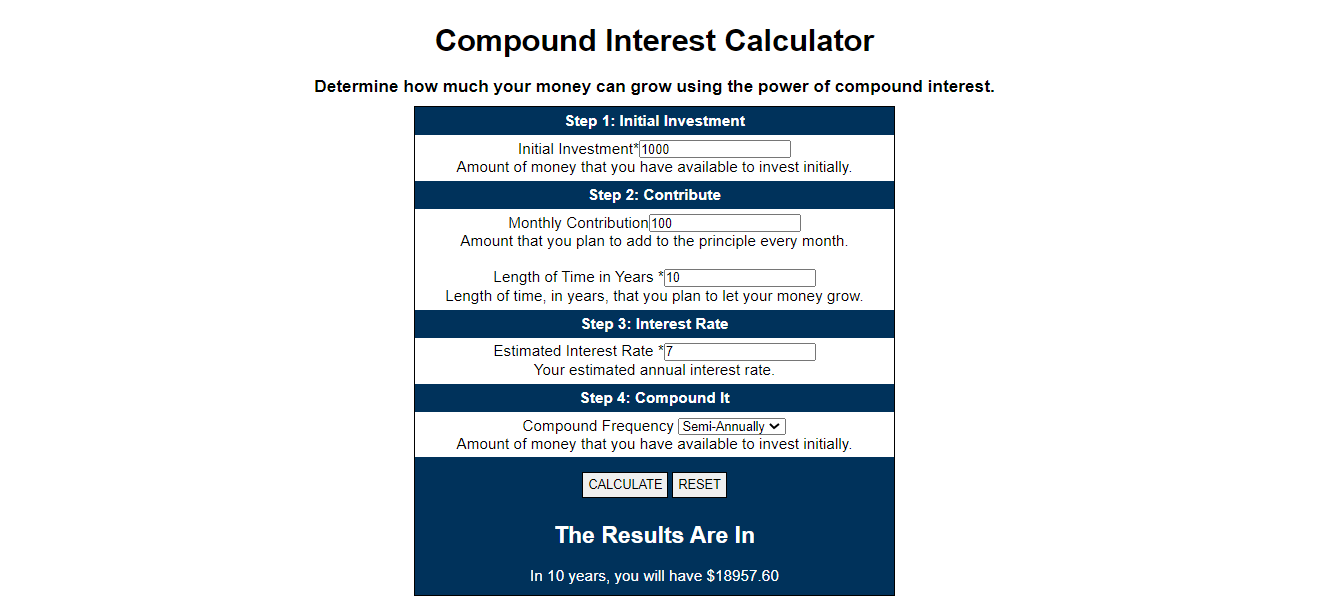 Compound Interest Calculator
Determine how much your money can grow using the power of compound interest.
Step 1: Initial Investment
Initial Investment*1000
Amount of money that you have available to invest initially.
Step 2: Contribute
Monthly Contribution100
Amount that you plan to add to the principle every month.
Length of Time in Years *10
Length of time, in years, that you plan to let your money grow.
Step 3: Interest Rate
Estimated Interest Rate *7
Your estimated annual interest rate.
Step 4: Compound It
Compound Frequency Semi-Annually
Amount of money that you have available to invest initially.
CALCULATE RESET
The Results Are In
In 10 years, you will have $18957.60